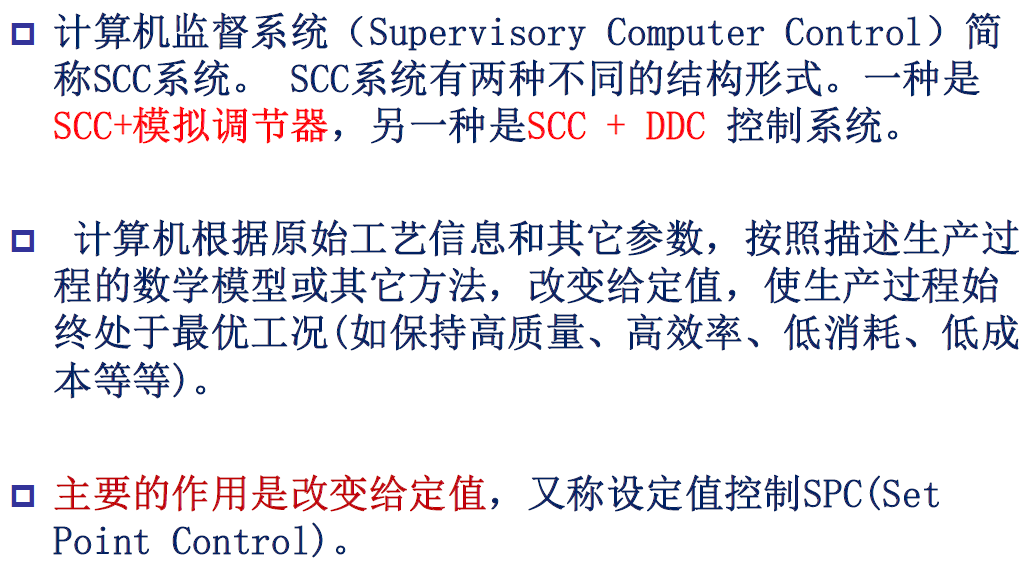 计算机监督系统（Supervisory Computer Control）简
称SCC系统。 SCC系统有两种不同的结构形式。一种是
SCC+模拟调节器，另一种是SCC + DDC 控制系统。
计算机根据原始工艺信息和其它参数，按照描述生产过
程的数学模型或其它方法，改变给定值，使生产过程始
终处于最优工况(如保持高质量、高效率、低消耗、低成
本等等)。
主要的作用是改变给定值，又称设定值控制SPC(Set
Point Control)。